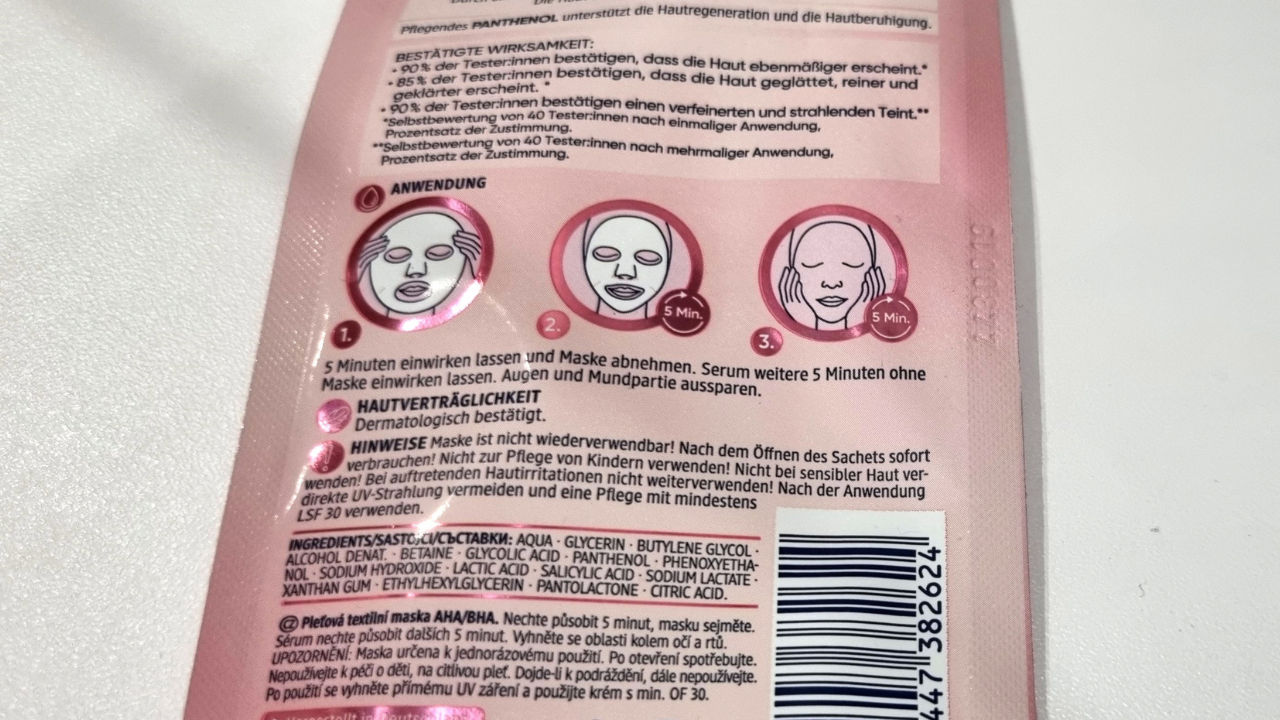 Pflegendes PANTHENOL unterstützt die Hautregeneration und die Hautberuhigung.
BESTÄTIGTE WIRKSAMKEIT:
• 90 % der Tester:innen bestätigen, dass die Haut ebenmäßiger erscheint.*
• 85 % der Tester:innen bestätigen, dass die Haut geglättet, reiner und
geklärter erscheint. *
• 90 % der Tester:innen bestätigen einen verfeinerten und strahlenden Teint.**
*Selbstbewertung von 40 Tester:innen nach einmaliger Anwendung,
Prozentsatz der Zustimmung.
**Selbstbewertung von 40 Tester:innen nach mehrmaliger Anwendung,
Prozentsatz der Zustimmung.
ANWENDUNG
5 Min.
5 Min.
1.
2.
3.
5 Minuten einwirken lassen und Maske abnehmen. Serum weitere 5 Minuten ohne
Maske einwirken lassen. Augen und Mundpartie aussparen.
HAUTVERTRÄGLICHKEIT
Dermatologisch bestätigt.
HINWEISE Maske ist nicht wiederverwendbar! Nach dem Öffnen des Sachets sofort
verbrauchen! Nicht zur Pflege von Kindern verwenden! Nicht bei sensibler Haut ver-
wenden! Bei auftretenden Hautirritationen nicht weiterverwenden! Nach der Anwendung
direkte UV-Strahlung vermeiden und eine Pflege mit mindestens
LSF 30 verwenden.
INGREDIENTS/SASTOJCI/СЪСТАВКИ: AQUA · GLYCERIN · BUTYLENE GLYCOL ·
ALCOHOL DENAT. · BETAINE · GLYCOLIC ACID · PANTHENOL · PHENOXYETHA-
NOL · SODIUM HYDROXIDE · LACTIC ACID · SALICYLIC ACID · SODIUM LACTATE ·
XANTHAN GUM · ETHYLHEXYLGLYCERIN · PANTOLACTONE · CITRIC ACID.
CZ Pleťová textilní maska AHA/BHA. Nechte působit 5 minut, masku sejměte.
Sérum nechte působit dalších 5 minut. Vyhněte se oblasti kolem očí a rtů.
UPOZORNĚNÍ: Maska určena k jednorázovému použití. Po otevření spotřebujte.
Nepoužívejte k péči o děti, na citlivou pleť. Dojde-li k podráždění, dále nepoužívejte.
Po použití se vyhněte přímému UV záření a použijte krém s min. OF 30.
447 382624